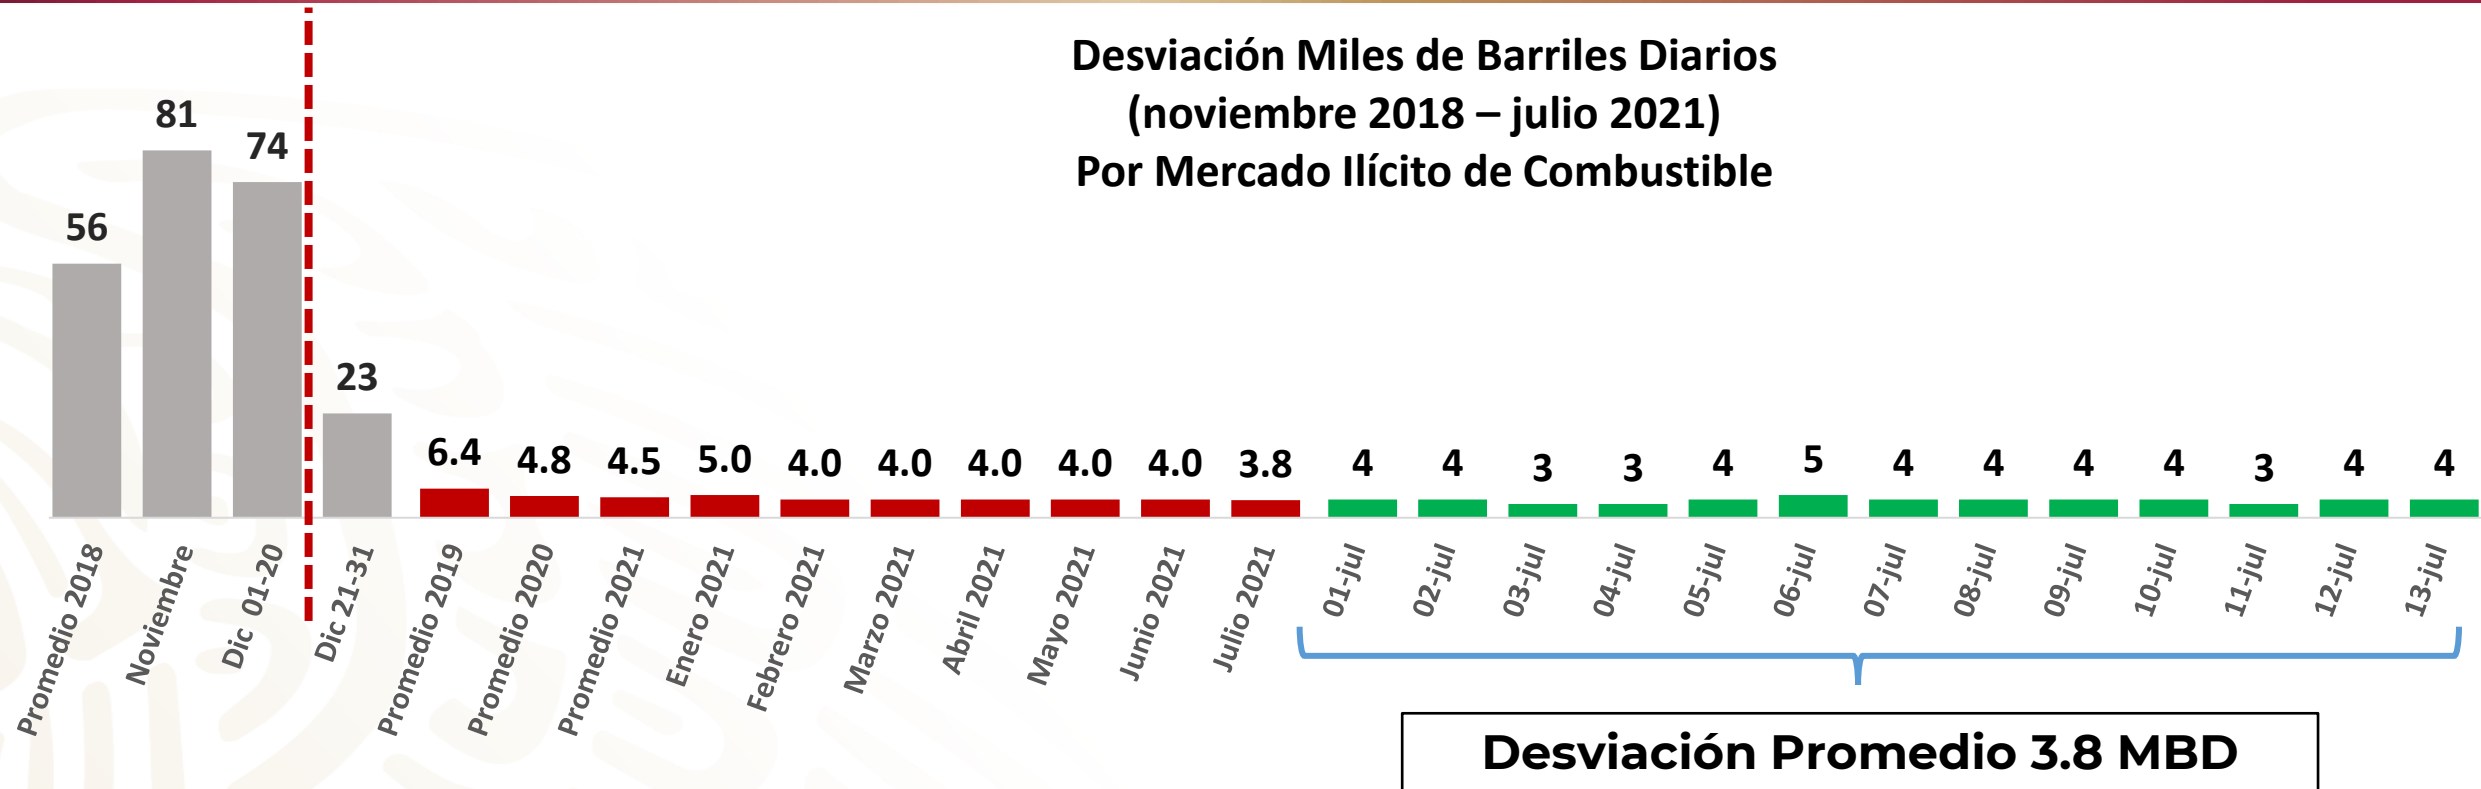 Desviación Miles de Barriles Diarios
(noviembre 2018 – julio 2021)
Por Mercado Ilícito de Combustible
56
81
74
23
6.4
4.8
4.5
5.0
4.0
4.0
4.0
4.0
4.0
3.8
4
4
3
3
4
5
4
4
4
4
3
4
4
Promedio 2018
Noviembre
Dic 01-20
Dic 21-31
Promedio 2019
Promedio 2020
Promedio 2021
Enero 2021
Febrero 2021
Marzo 2021
Abril 2021
Mayo 2021
Junio 2021
Julio 2021
01-jul
02-jul
03-jul
04-jul
05-jul
06-jul
07-jul
08-jul
09-jul
10-jul
11-jul
12-jul
13-jul
Desviación Promedio 3.8 MBD